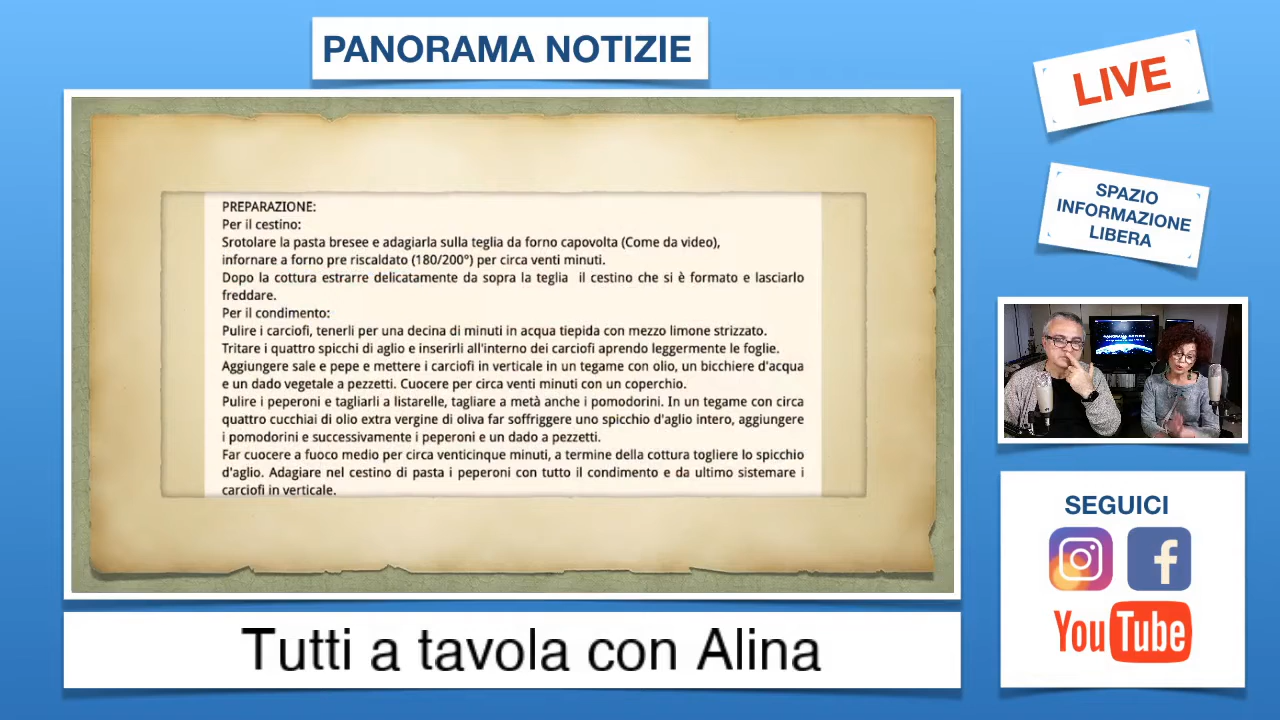 PANORAMA NOTIZIE
LIVE
SPAZIO
INFORMAZIONE
LIBERA
PREPARAZIONE:
Per il cestino:
Srotolare la pasta bresee e adagiarla sulla teglia da forno capovolta (Come da video),
infornare a forno pre riscaldato (180/200°) per circa venti minuti.
Dopo la cottura estrarre delicatamente da sopra la teglia il cestino che si è formato e lasciarlo
freddare.
Per il condimento:
Pulire i carciofi, tenerli per una decina di minuti in acqua tiepida con mezzo limone strizzato.
Tritare i quattro spicchi di aglio e inserirli all'interno dei carciofi aprendo leggermente le foglie.
Aggiungere sale e pepe e mettere i carciofi in verticale in un tegame con olio, un bicchiere d'acqua
e un dado vegetale a pezzetti. Cuocere per circa venti minuti con un coperchio.
Pulire i peperoni e tagliarli a listarelle, tagliare a metà anche i pomodorini. In un tegame con circa
quattro cucchiai di olio extra vergine di oliva far soffriggere uno spicchio d'aglio intero, aggiungere
i pomodorini e successivamente i peperoni e un dado a pezzetti.
Far cuocere a fuoco medio per circa venticinque minuti, a termine della cottura togliere lo spicchio
d'aglio. Adagiare nel cestino di pasta i peperoni con tutto il condimento e da ultimo sistemare i
carciofi in verticale.
PANORAMA NOTIZIE
SEGUICI
YouTube
Tutti a tavola con Alina